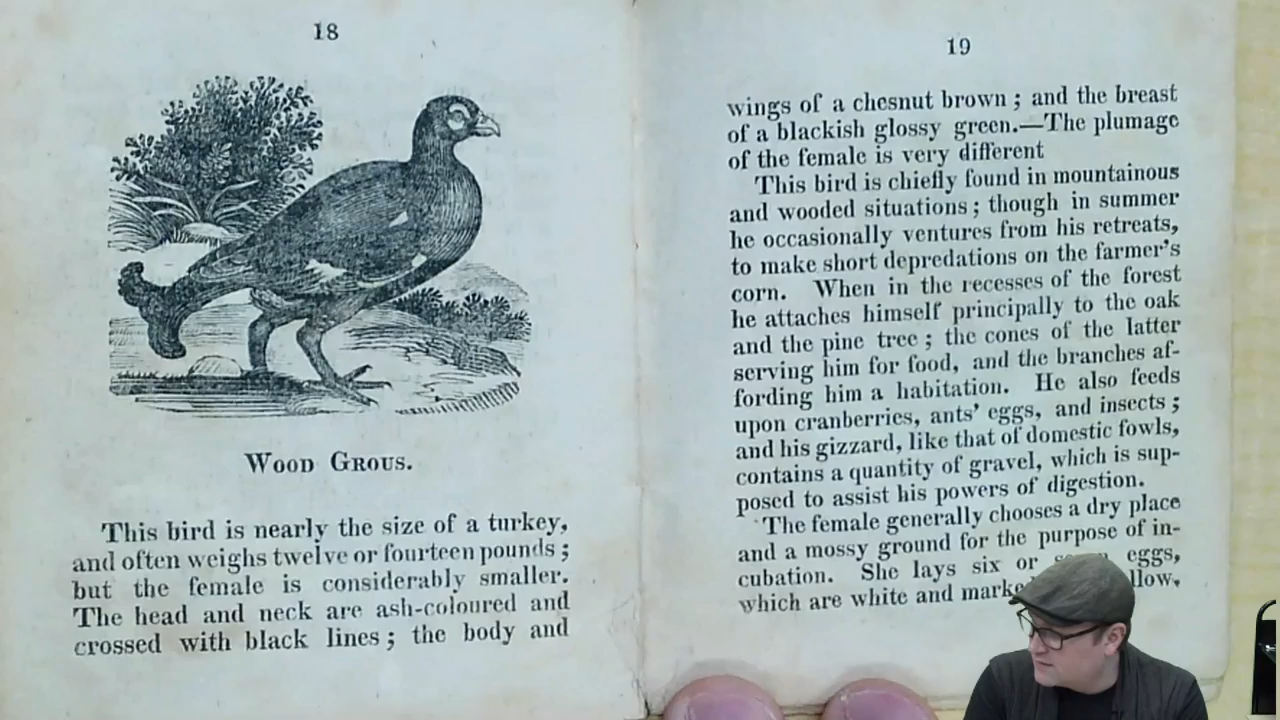 18
WOOD GROUS.
This bird is nearly the size of a turkey,
and often weighs twelve or fourteen pounds ;
but the female is considerably smaller.
The head and neck are ash-coloured and
crossed with black lines ; the body and
19
wings of a chesnut brown ; and the breast
of a blackish glossy green.—The plumage
of the female is very different
This bird is chiefly found in mountainous
and wooded situations ; though in summer
he occasionally ventures from his retreats,
to make short depredations on the farmer's
corn. When in the recesses of the forest
he attaches himself principally to the oak
and the pine tree ; the cones of the latter
serving him for food, and the branches af-
fording him a habitation. He also feeds
upon cranberries, ants' eggs, and insects ;
and his gizzard, like that of domestic fowls,
contains a quantity of gravel, which is sup-
posed to assist his powers of digestion.
The female generally chooses a dry place
and a mossy ground for the purpose of in-
cubation. She lays six or eggs,
which are white and